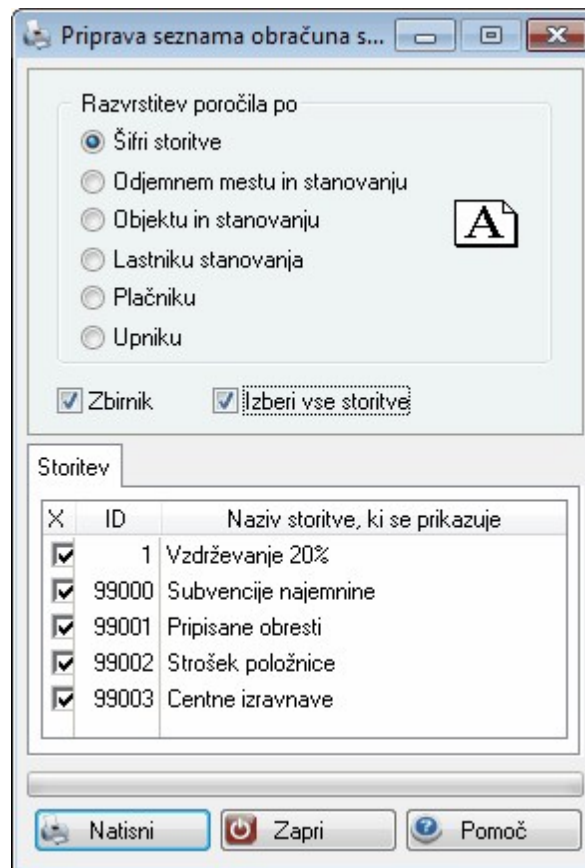 Priprava seznama obračuna s...
Razvrstitev poročila po
Šifri storitve
Odjemnem mestu in stanovanju
Objektu in stanovanju
A
Lastniku stanovanja
Plačniku
Upniku
Zbirnik Izberi vse storitve
Storitev
X ID Naziv storitve, ki se prikazuje
1 Vzdrževanje 20%
99000 Subvencije najemnine
99001 Pripisane obresti
99002 Strošek položnice
99003 Centne izravnave
Natisni Zapri Pomoč